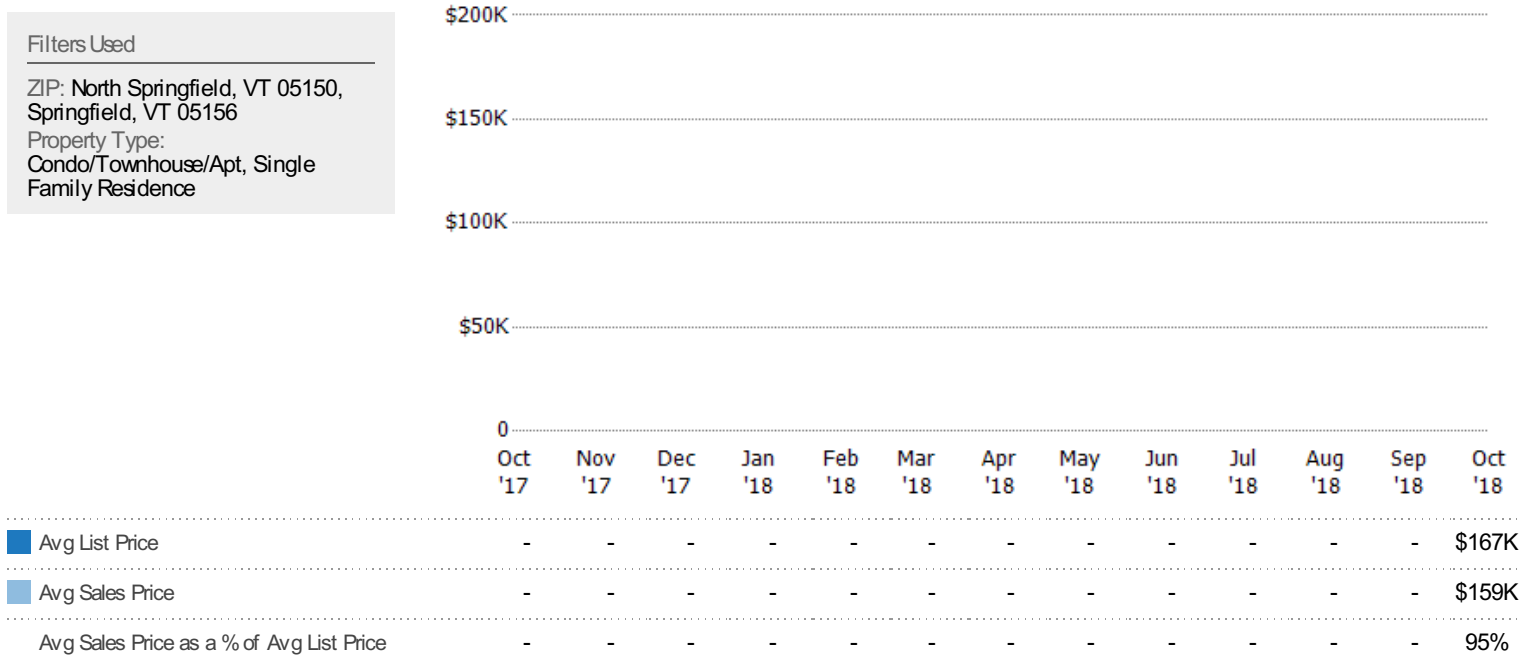 Filters Used
ZIP: North Springfield, VT 05150,
Springfield, VT 05156
Property Type:
Condo/Townhouse/Apt, Single
Family Residence
$200K
$150K
$100K
$50K
0
Oct Nov Dec Jan Feb Mar Apr May Jun Jul Aug Sep Oct
'17 '17 '17 '18 '18 '18 '18 '18 '18 '18 '18 '18 '18
Avg List Price - - - - - - - - - - - - $167K
Avg Sales Price - - - - - - - - - - - - $159K
Avg Sales Price as a % of Avg List Price - - - - - - - - - - - - 95%